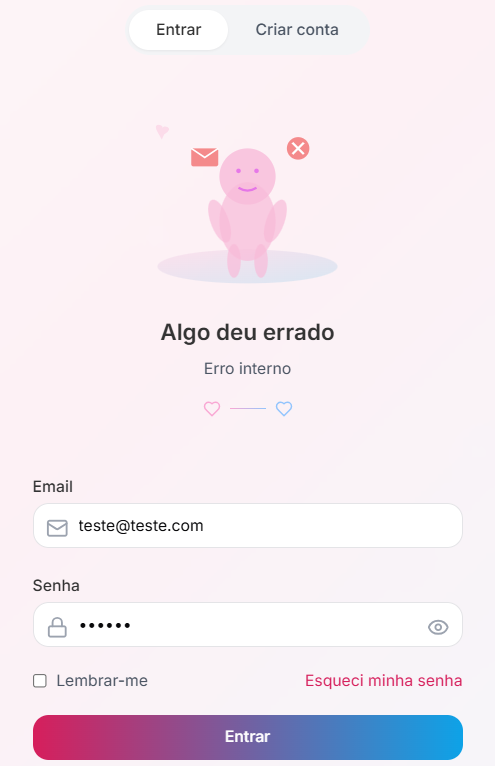 Entrar
Criar conta
Algo deu errado
Erro interno
Email
teste@teste.com
Senha
••••••
Lembrar-me
Esqueci minha senha
Entrar